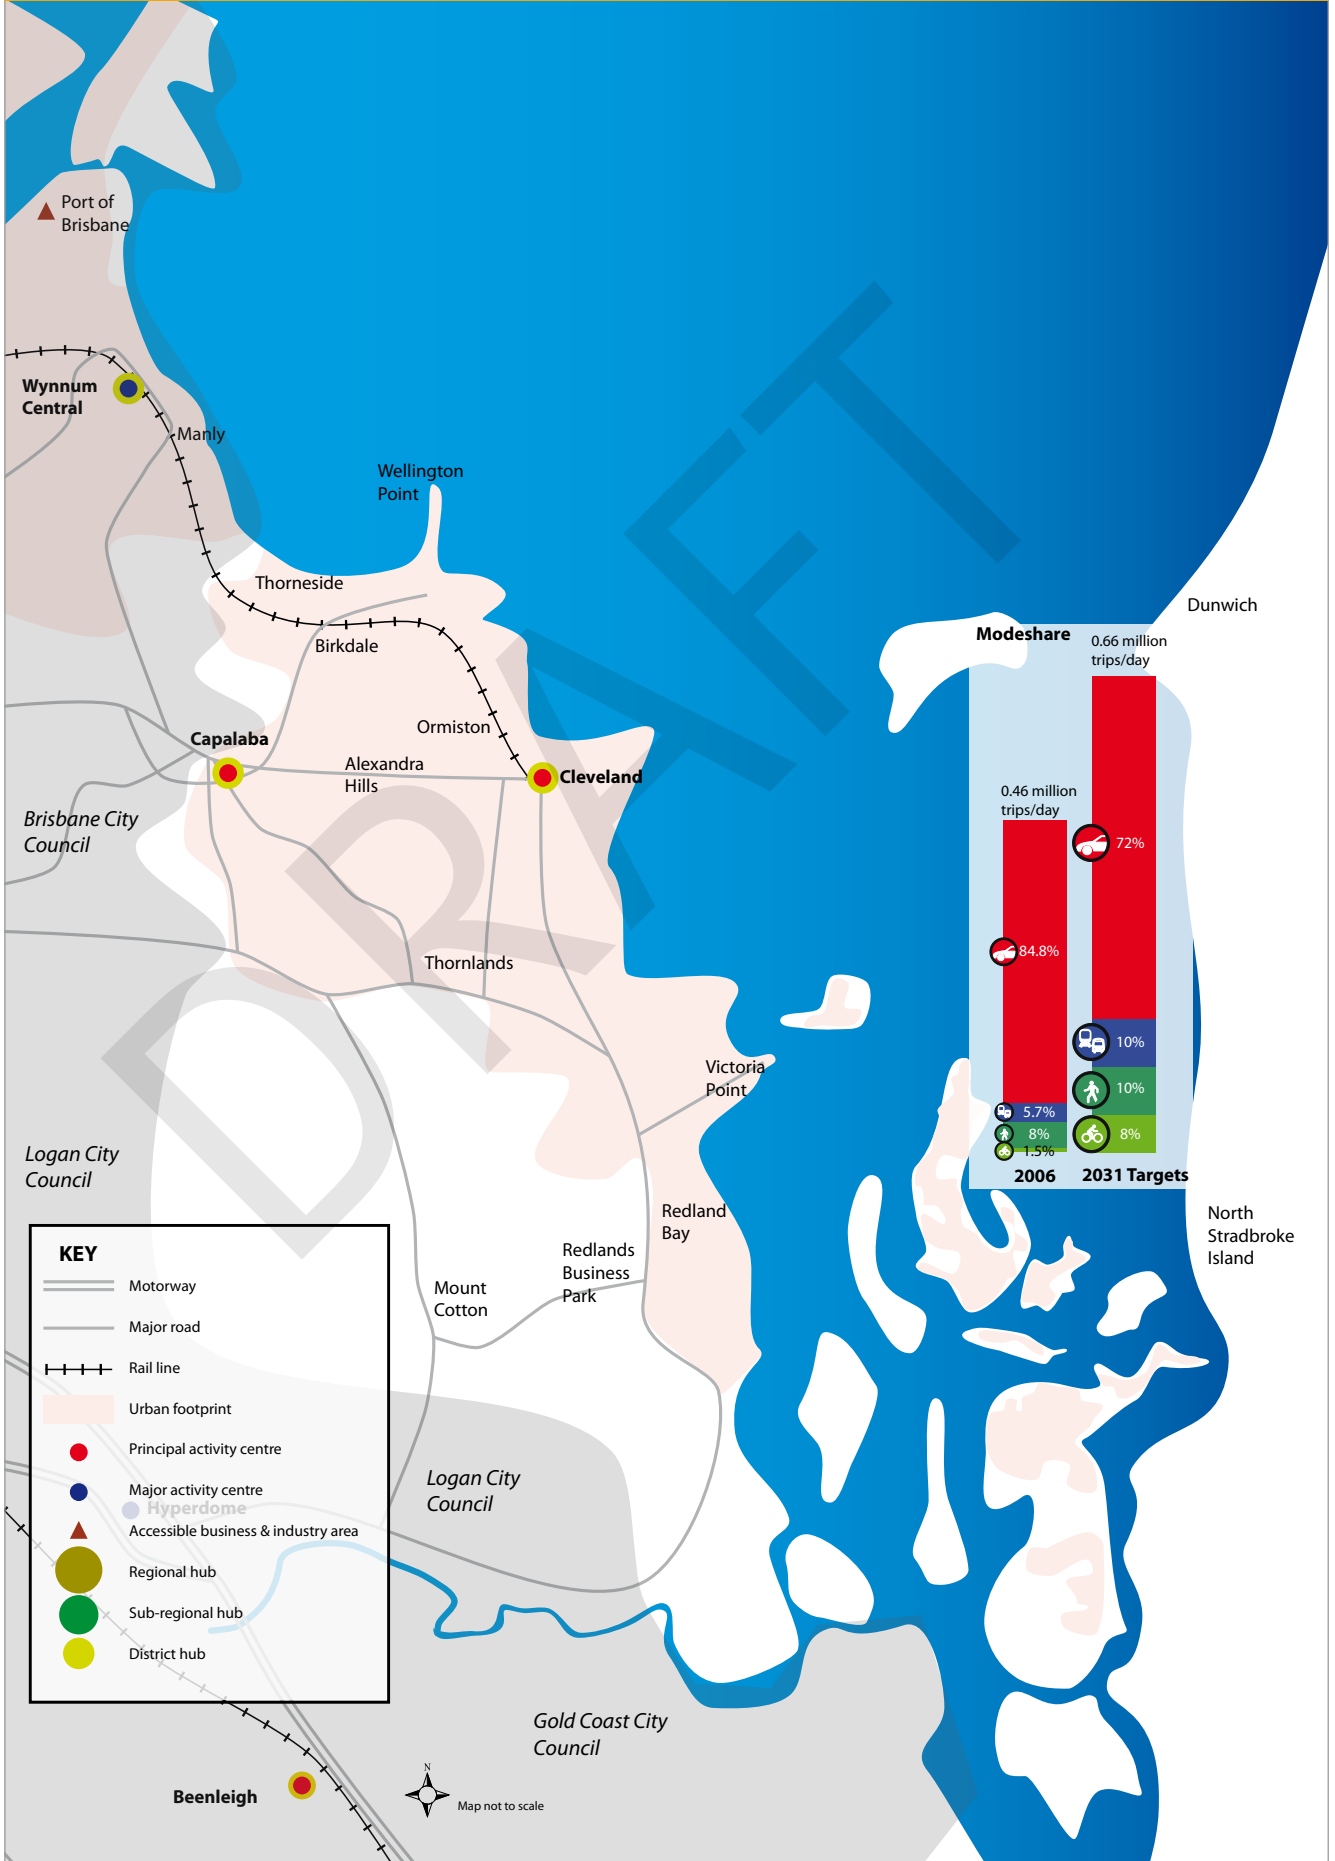 Port of
Brisbane
Wynnum
Central
Manly
Wellington
Point
Thorneside
Birkdale
Dunwich
Modeshare
0.66 million
trips/day
Ormiston
Capalaba
Alexandra
Hills
Cleveland
0.46 million
trips/day
Brisbane City
Council
72%
84.8%
Thornlands
10%
Victoria
Point
10%
5.7%
8%
8%
1.5%
2006
2031 Targets
Logan City
Council
Redland
Bay
North
Stradbroke
Island
Redlands
Business
Park
Mount
Cotton
KEY
Motorway
Major road
Rail line
Urban footprint
Principal activity centre
Major activity centre
Hyperdome
Accessible business & industry area
Regional hub
Sub-regional hub
District hub
Logan City
Council
Gold Coast City
Council
Beenleigh
N
Map not to scale
DRAFT